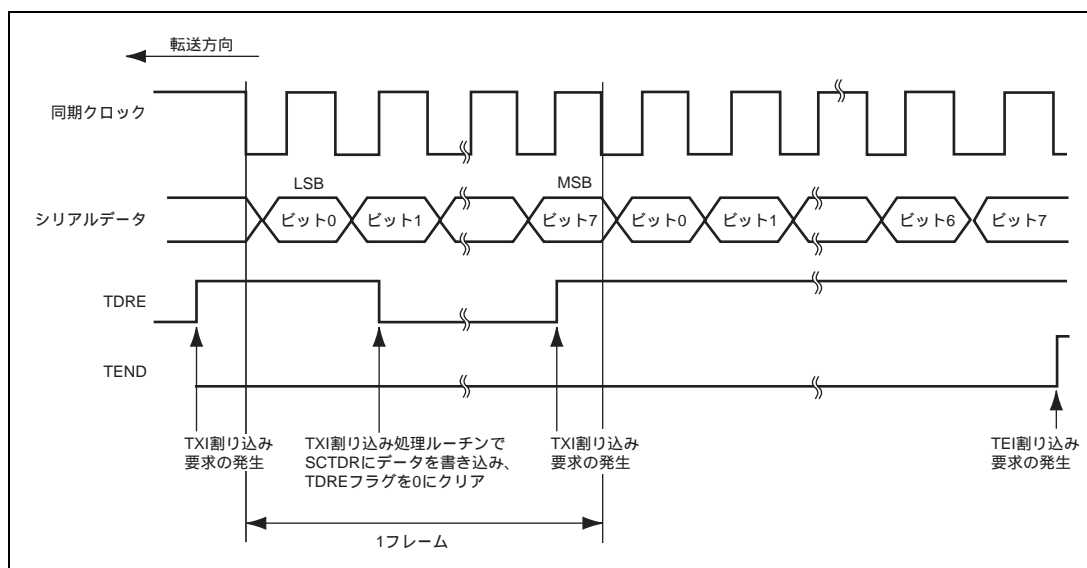 転送方向
同期クロック
LSB
MSB
シリアルデータ
ビット0
ビット1
ビット7
ビット0
ビット1
ビット6
ビット7
TDRE
TEND
TXI割り込み
要求の発生
TXI割り込み処理ルーチンで
SCTDRにデータを書き込み、
TDREフラグを0にクリア
TXI割り込み
要求の発生
TEI割り込み
要求の発生
1フレーム